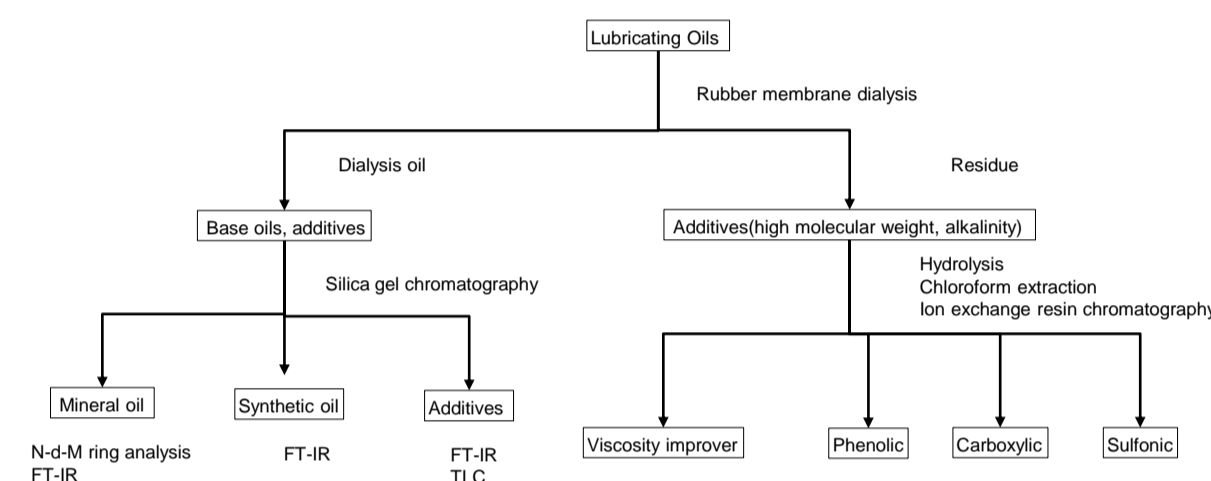 Lubricating Oils
Rubber membrane dialysis
Dialysis oil
Residue
Base oils, additives
Additives(high molecular weight, alkalinity)
Silica gel chromatography
Hydrolysis
Chloroform extraction
Ion exchange resin chromatography
Mineral oil
Synthetic oil
Additives
Viscosity improver
Phenolic
Carboxylic
Sulfonic
N-d-M ring analysis
FT-IR
FT-IR
FT-IR
TLC